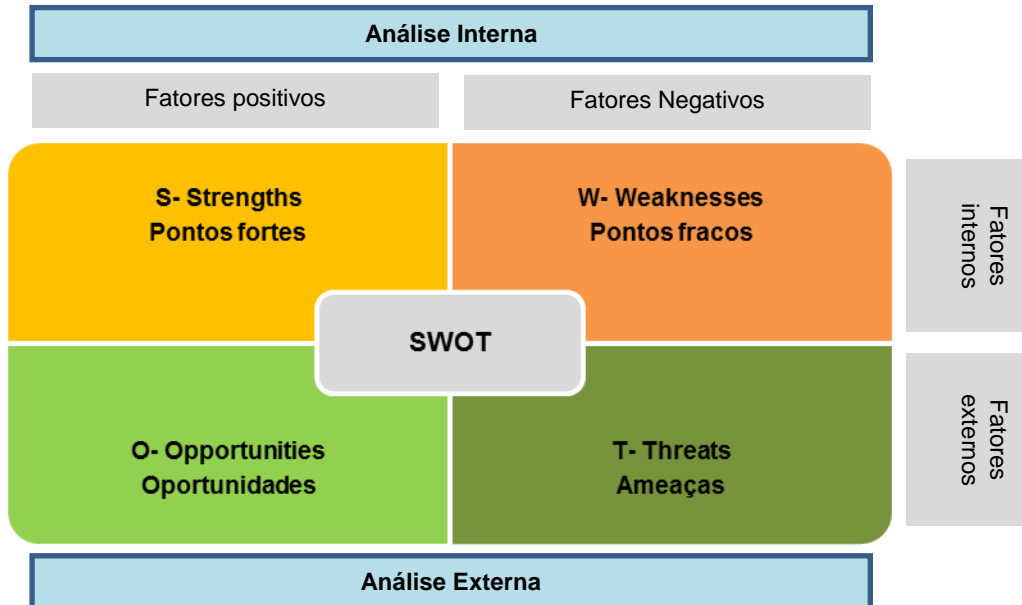 Análise Interna
Fatores positivos
Fatores Negativos
S- Strengths
Pontos fortes
W- Weaknesses
Pontos fracos
Fatores
internos
SWOT
O- Opportunities
Oportunidades
T- Threats
Ameaças
Fatores
externos
Análise Externa